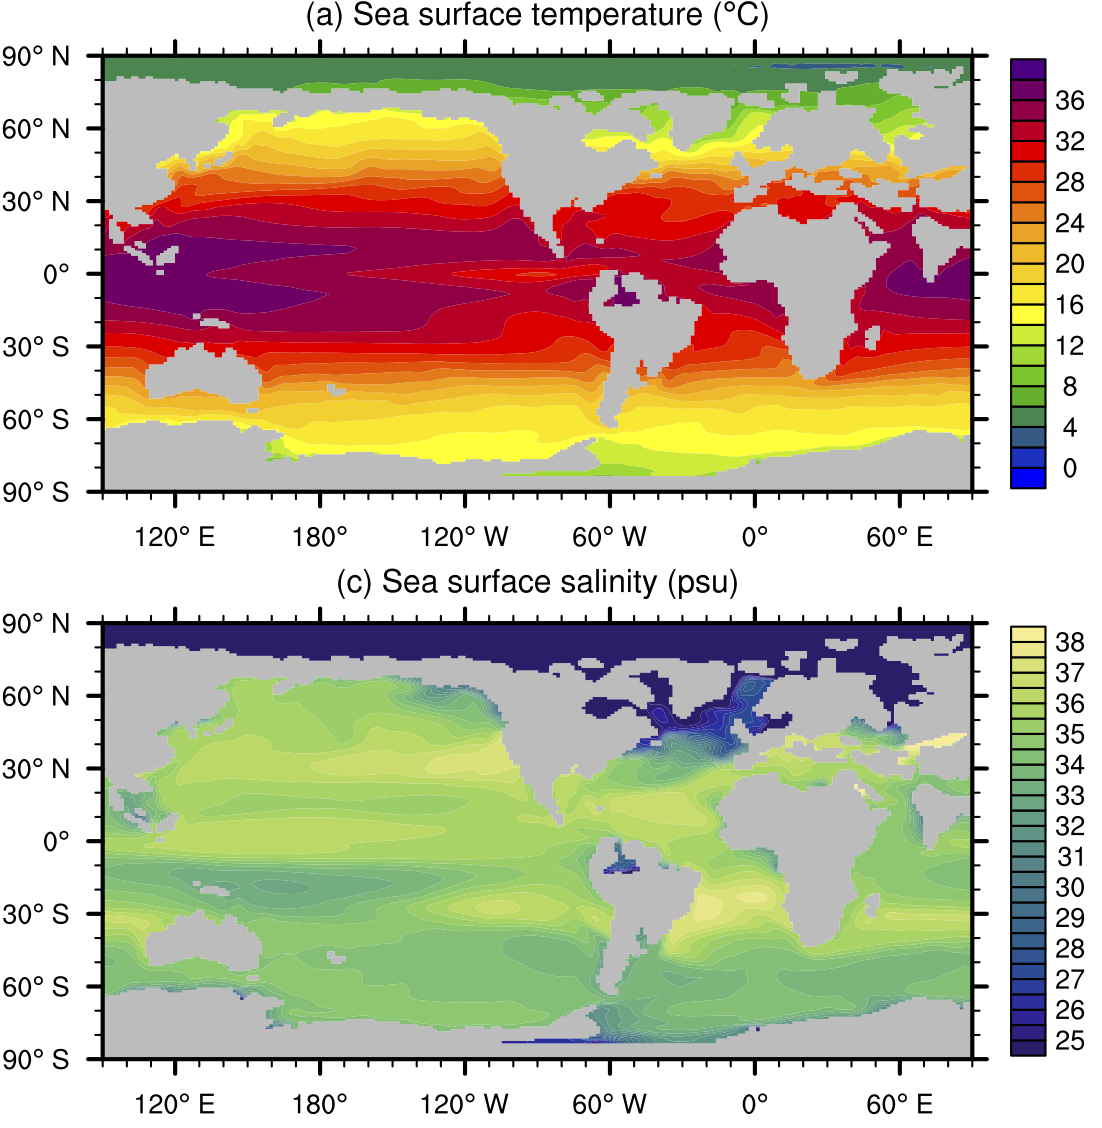 (a) Sea surface temperature (°C)
90° N
60° N
30° N
0°
30° S
60° S
90° S
120° E 180° 120° W 60° W 0° 60° E
36
32
28
24
20
16
12
8
4
0
(c) Sea surface salinity (psu)
90° N
60° N
30° N
0°
30° S
60° S
90° S
120° E 180° 120° W 60° W 0° 60° E
38
37
36
35
34
33
32
31
30
29
28
27
26
25